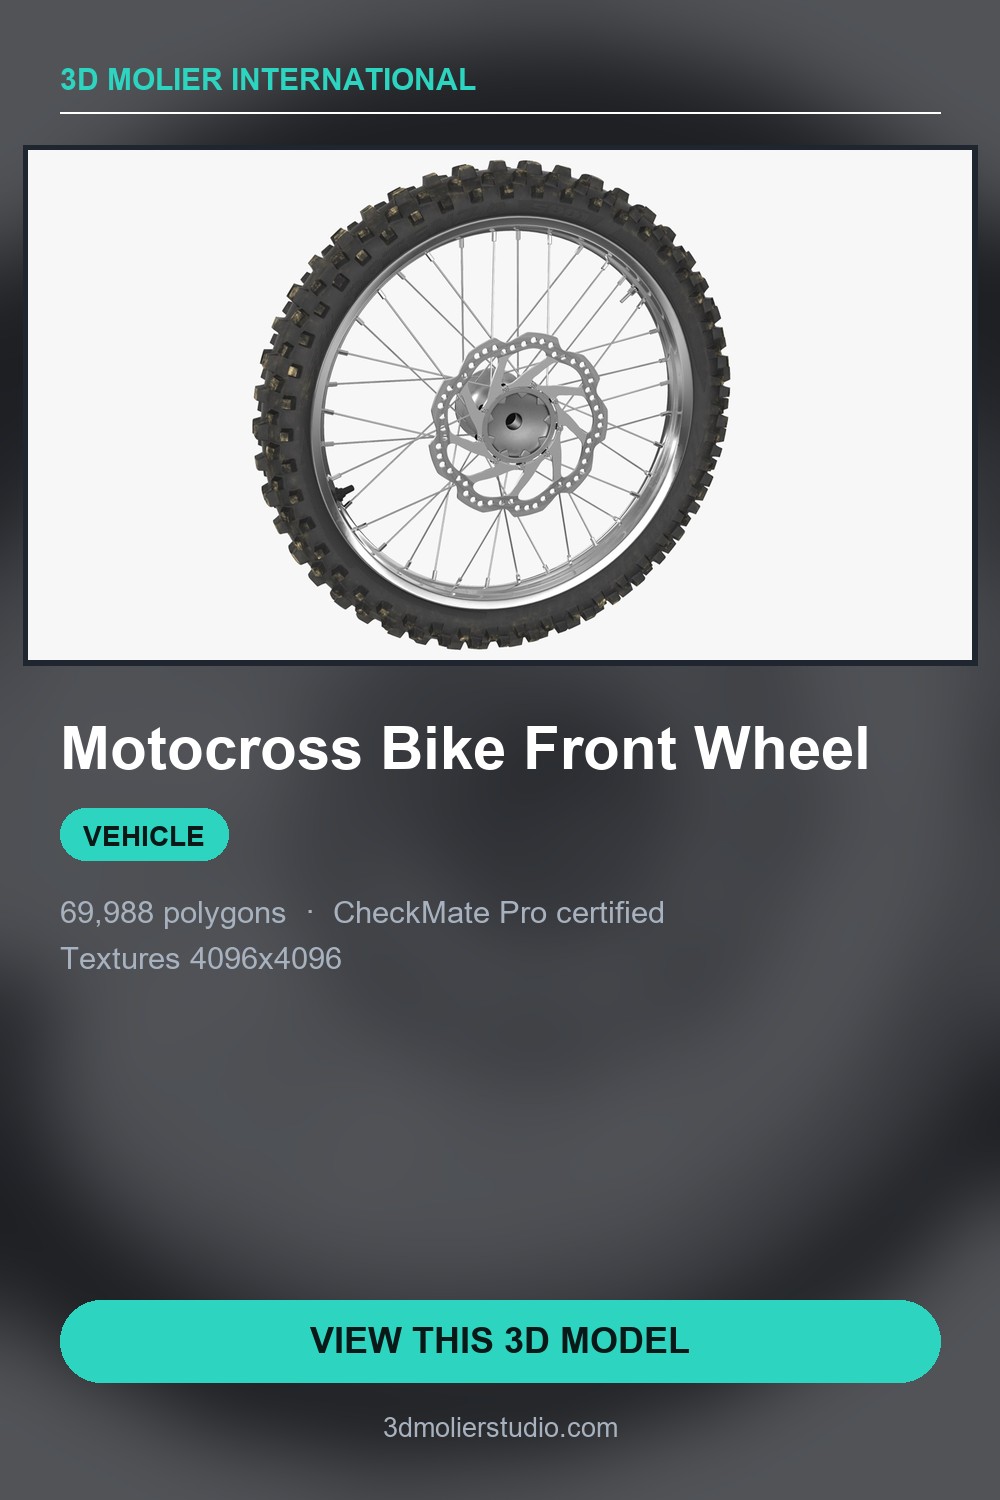 3D MOLIER INTERNATIONAL
Motocross Bike Front Wheel
VEHICLE
69,988 polygons · CheckMate Pro certified
Textures 4096x4096
VIEW THIS 3D MODEL
3dmolierstudio.com